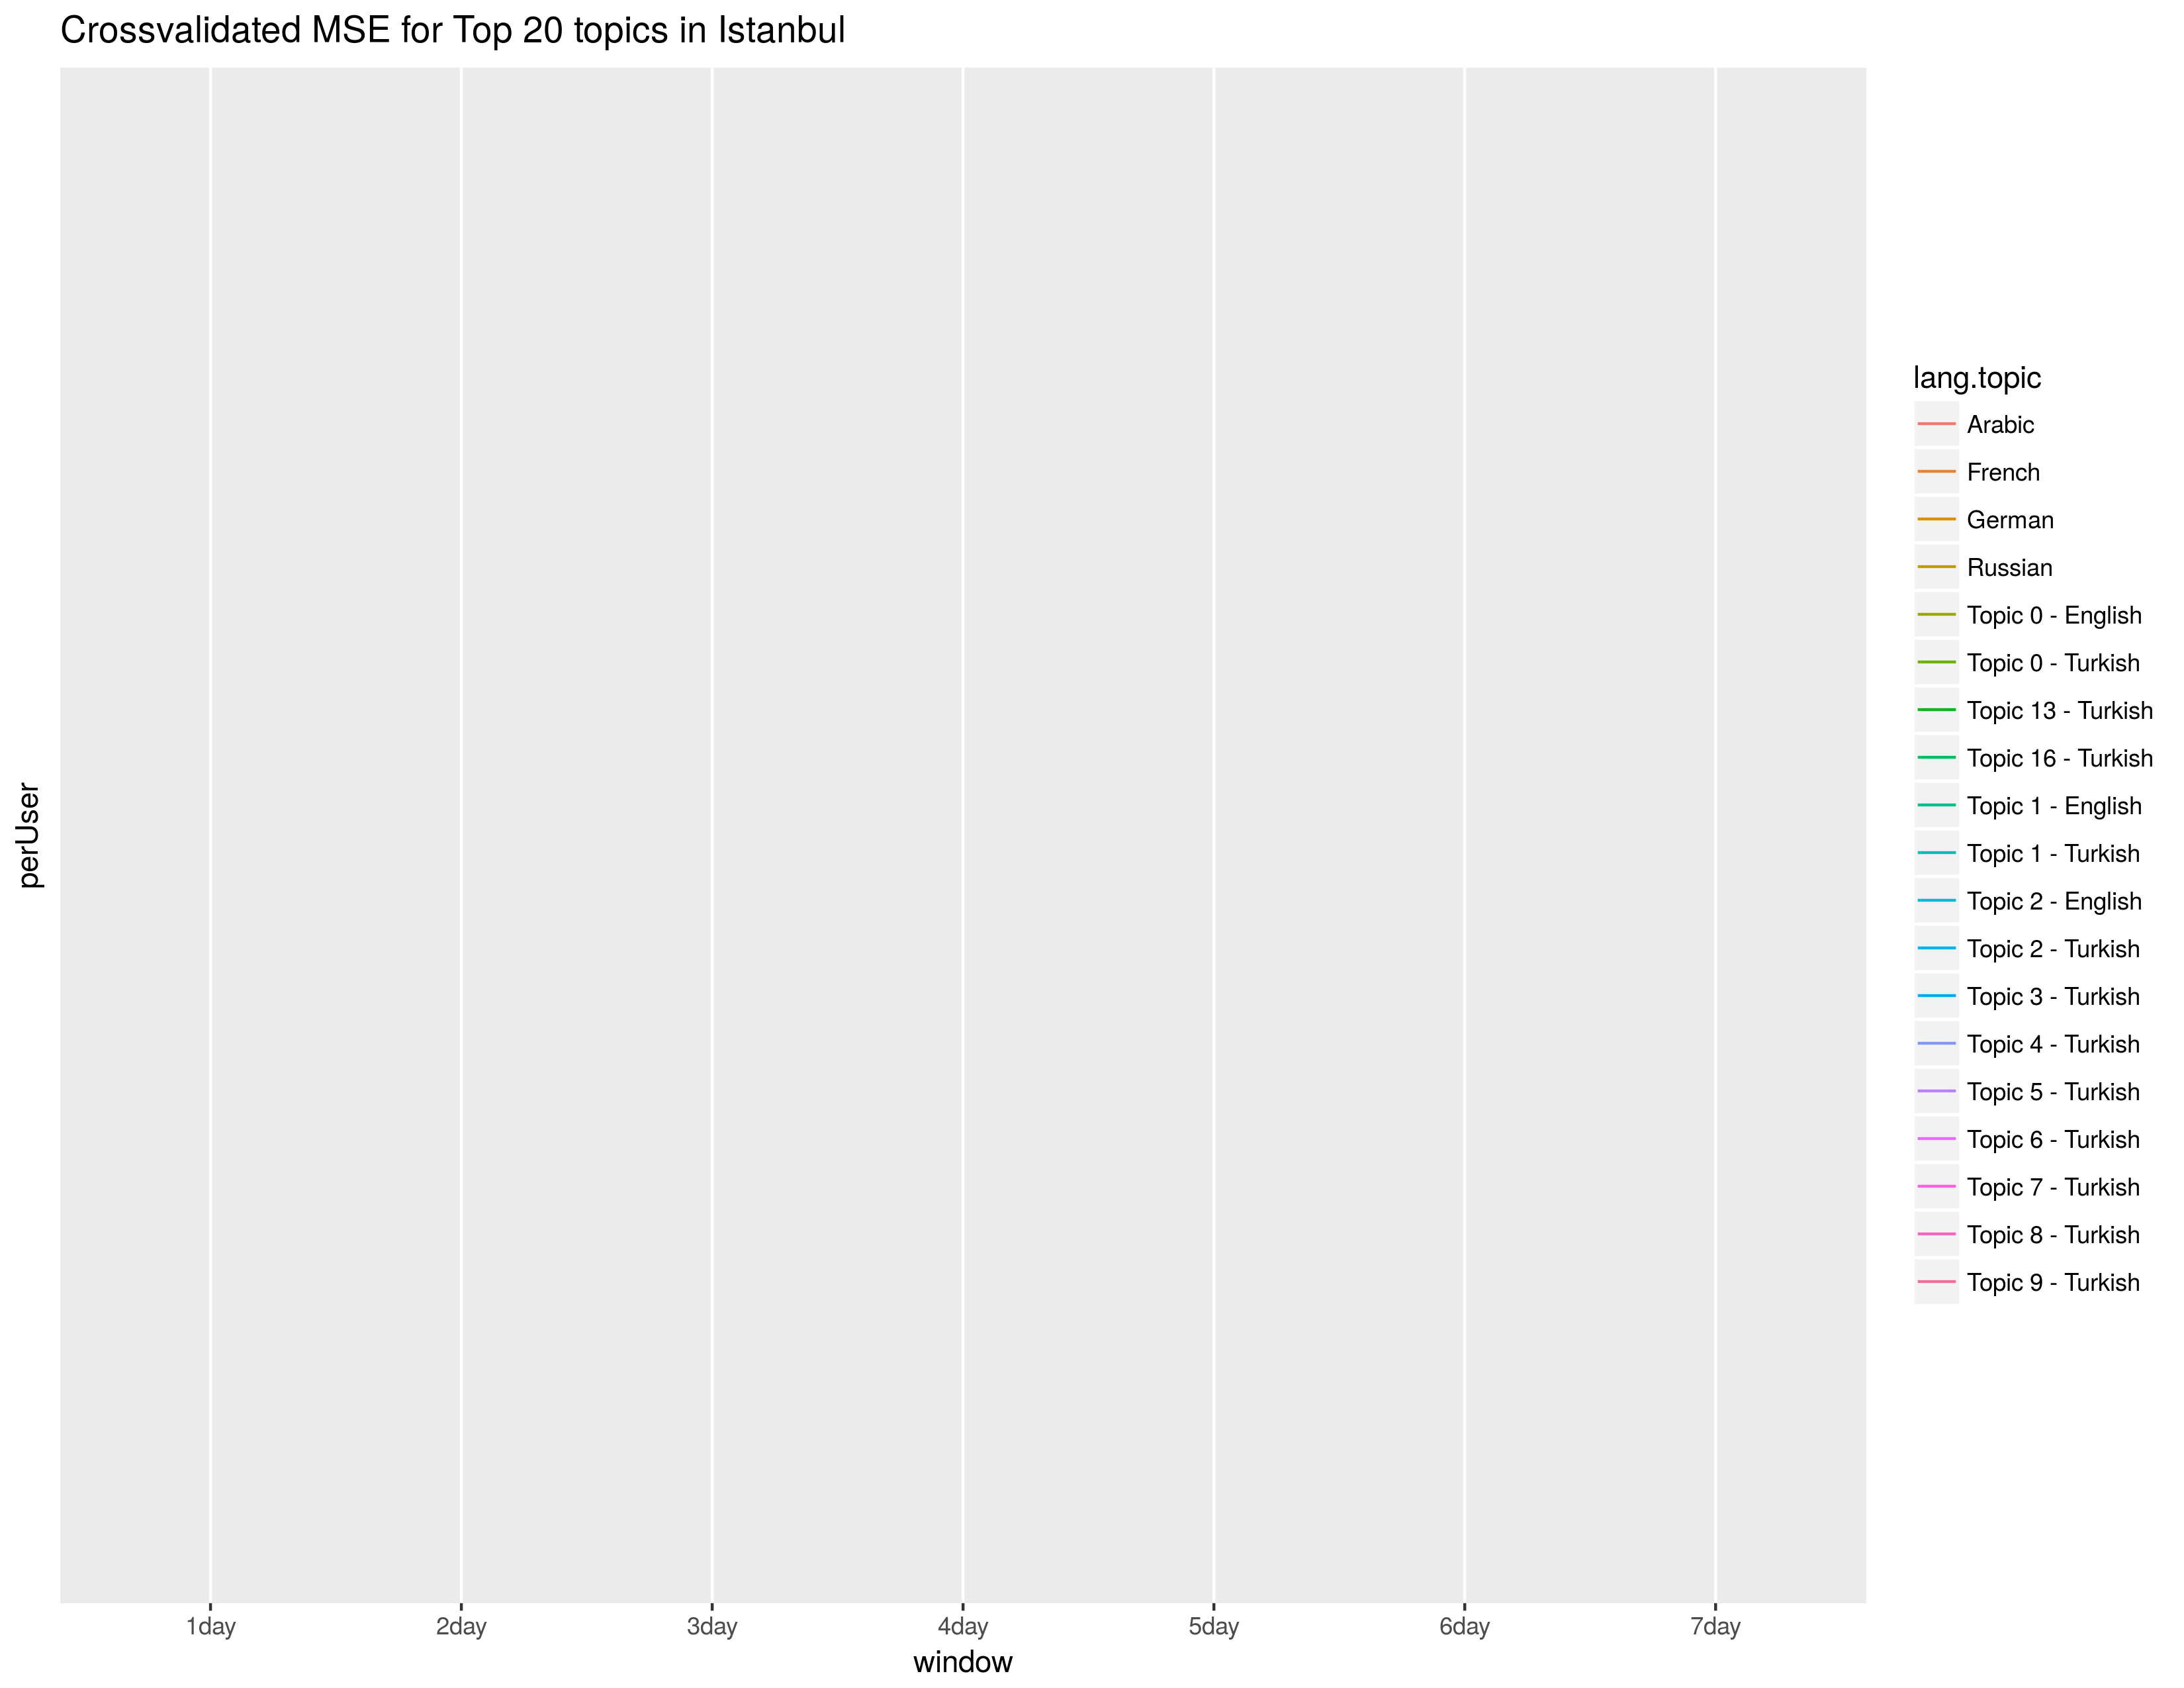 Crossvalidated MSE for Top 20 topics in Istanbul
perUser
1day 2day 3day 4day 5day 6day 7day
window
lang.topic
Arabic
French
German
Russian
Topic 0 - English
Topic 0 - Turkish
Topic 13 - Turkish
Topic 16 - Turkish
Topic 1 - English
Topic 1 - Turkish
Topic 2 - English
Topic 2 - Turkish
Topic 3 - Turkish
Topic 4 - Turkish
Topic 5 - Turkish
Topic 6 - Turkish
Topic 7 - Turkish
Topic 8 - Turkish
Topic 9 - Turkish